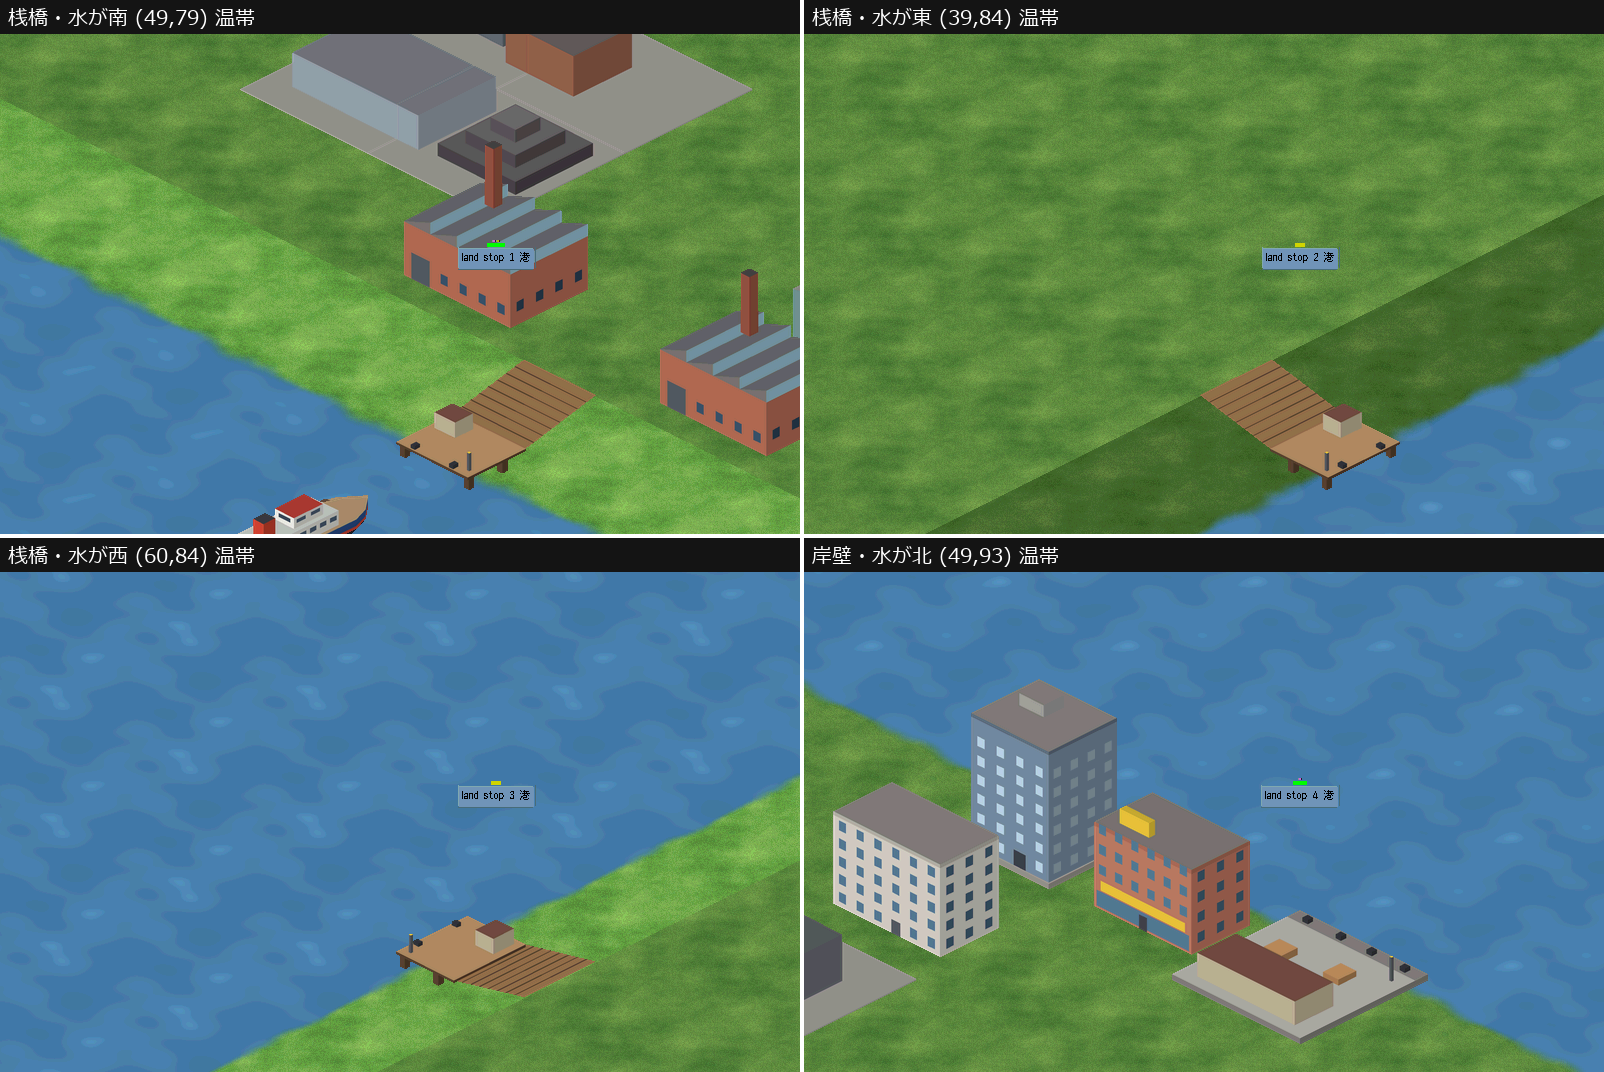 桟橋・水が南 (49,79) 温帯
land stop 1 港
桟橋・水が東 (39,84) 温帯
land stop 2 港
桟橋・水が西 (60,84) 温帯
land stop 3 港
岸壁・水が北 (49,93) 温帯
land stop 4 港